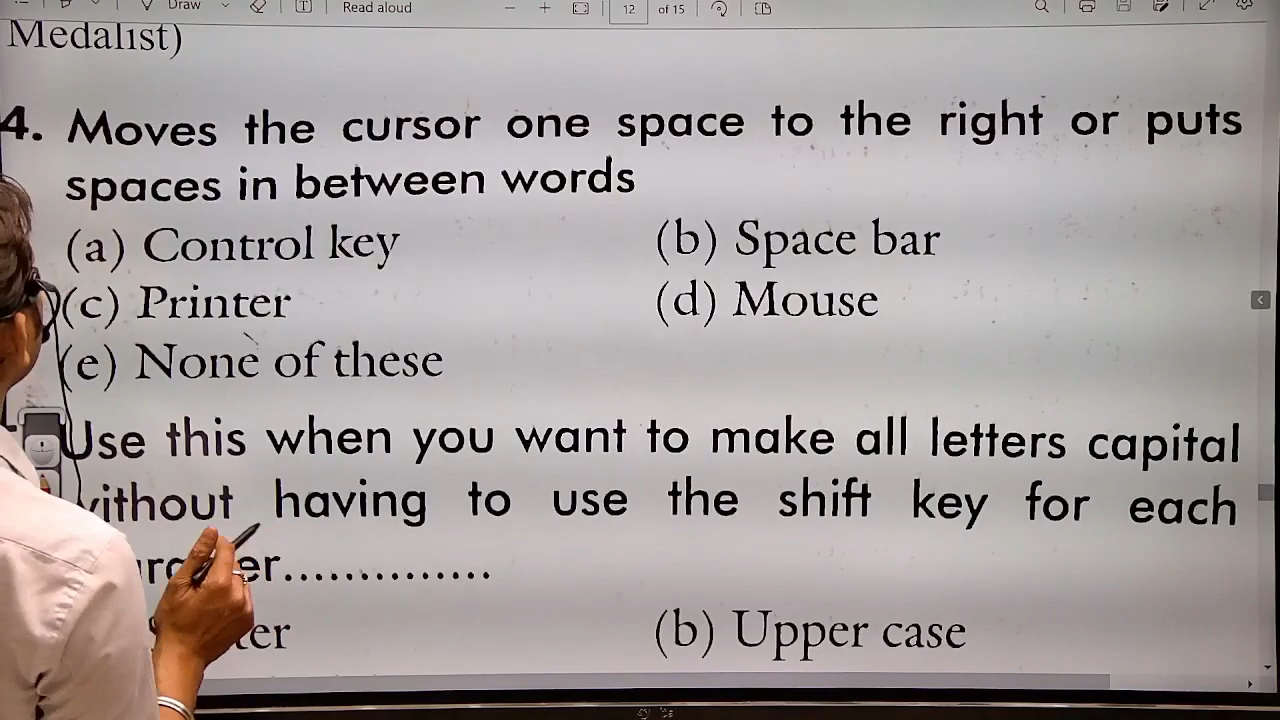 Draw Read aloud 12 of 15
Medalist)
4. Moves the cursor one space to the right or puts
spaces in between words
(a) Control key (b) Space bar
(c) Printer (d) Mouse
(e) None of these
Use this when you want to make all letters capital
without having to use the shift key for each
..............
(b) Upper case